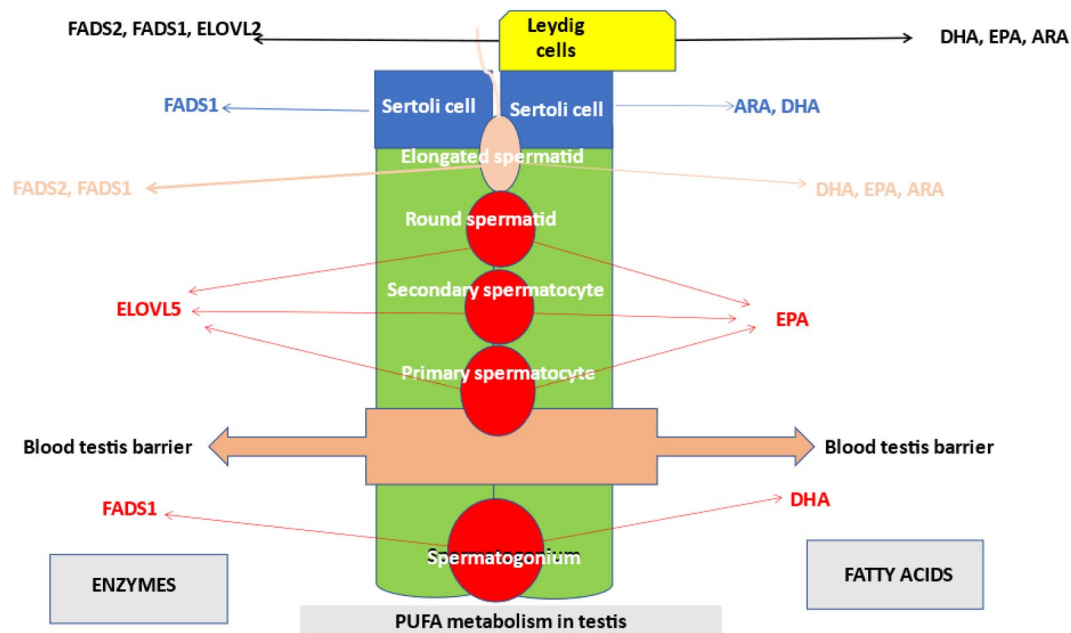 FADS2, FADS1, ELOVL2
Leydig
cells
DHA, EPA, ARA
FADS1
Sertoli cell
Sertoli cell
ARA, DHA
Elongated spermatid
FADS2, FADS1
DHA, EPA, ARA
Round spermatid
Secondary spermatocyte
ELOVL5
EPA
Primary spermatocyte
Blood testis barrier
Blood testis barrier
FADS1
DHA
Spermatogonium
ENZYMES
FATTY ACIDS
PUFA metabolism in testis